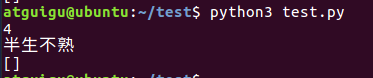 []
atguigu@ubuntu:~/test$ python3 test.py
4
半生不熟
[]